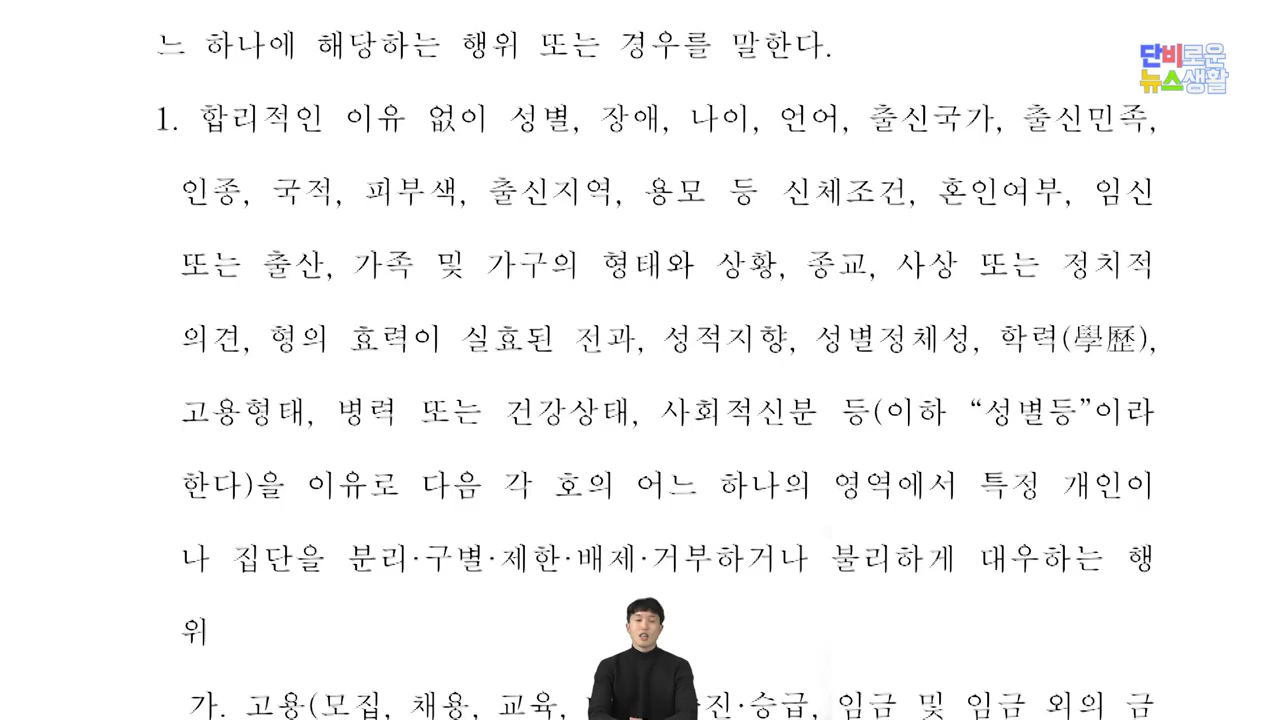 느 하나에 해당하는 행위 또는 경우를 말한다.
단비로운
뉴스생활
1. 합리적인 이유 없이 성별, 장애, 나이, 언어, 출신국가, 출신민족,
인종, 국적, 피부색, 출신지역, 용모 등 신체조건, 혼인여부, 임신
또는 출산, 가족 및 가구의 형태와 상황, 종교, 사상 또는 정치적
의견, 형의 효력이 실효된 전과, 성적지향, 성별정체성, 학력(學歷),
고용형태, 병력 또는 건강상태, 사회적신분 등(이하 “성별등”이라
한다)을 이유로 다음 각 호의 어느 하나의 영역에서 특정 개인이
나 집단을 분리·구별·제한·배제·거부하거나 불리하게 대우하는 행
위
가. 고용(모집, 채용, 교육, 진·승급, 임금 및 임금 외의 금